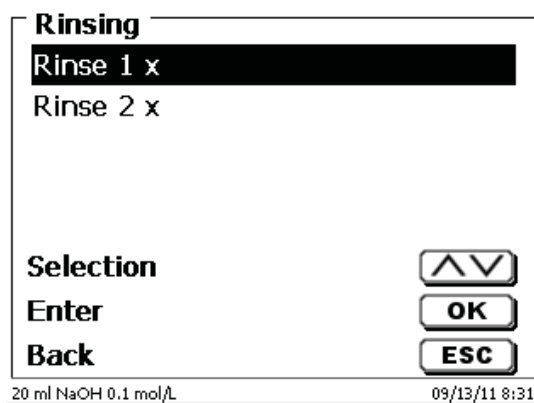 Rinsing
Rinse 1 x
Rinse 2 x
Selection
Enter OK
Back ESC
20 ml NaOH 0.1 mol/L 09/13/11 8:31